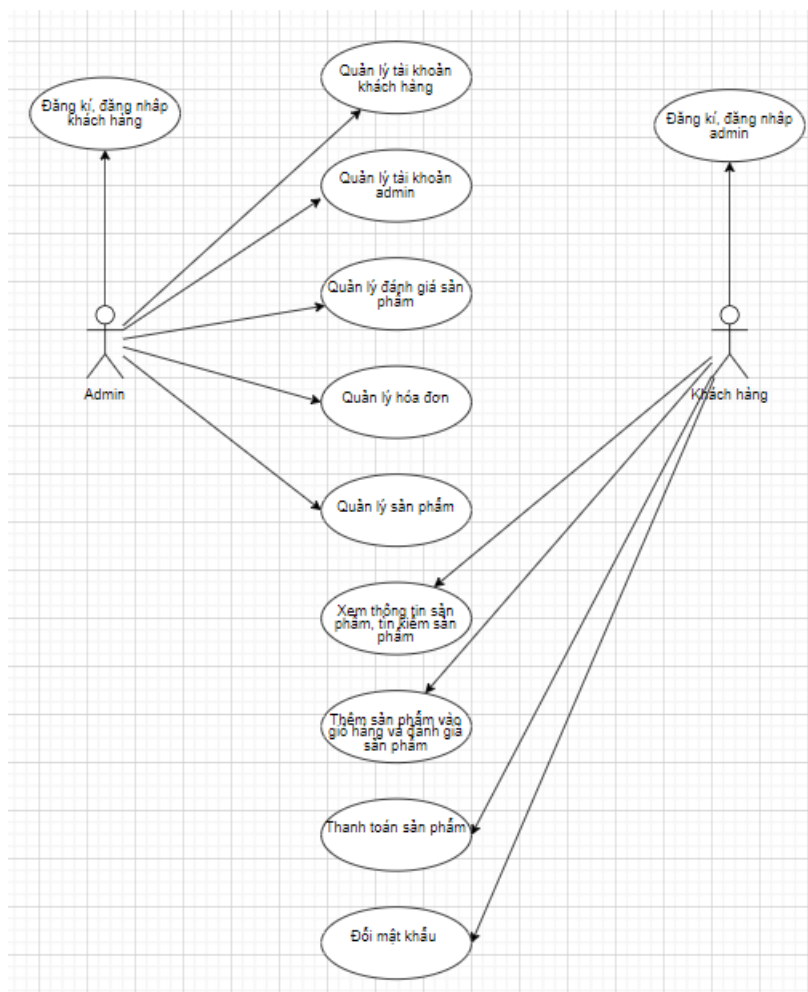 Quản lý tài khoản
khách hàng
Đăng kí, đăng nhập
khách hàng
Đăng kí, đăng nhập
admin
Quản lý tài khoản
admin
Quản lý đánh giá sản
phẩm
Admin
Khách hàng
Quản lý hóa đơn
Quản lý sản phẩm
Xem thông tin sản
phẩm, tin kiếm sản
phẩm
Thêm sản phẩm vào
giỏ hàng và đánh giá
sản phẩm
Thanh toán sản phẩm
Đổi mật khẩu